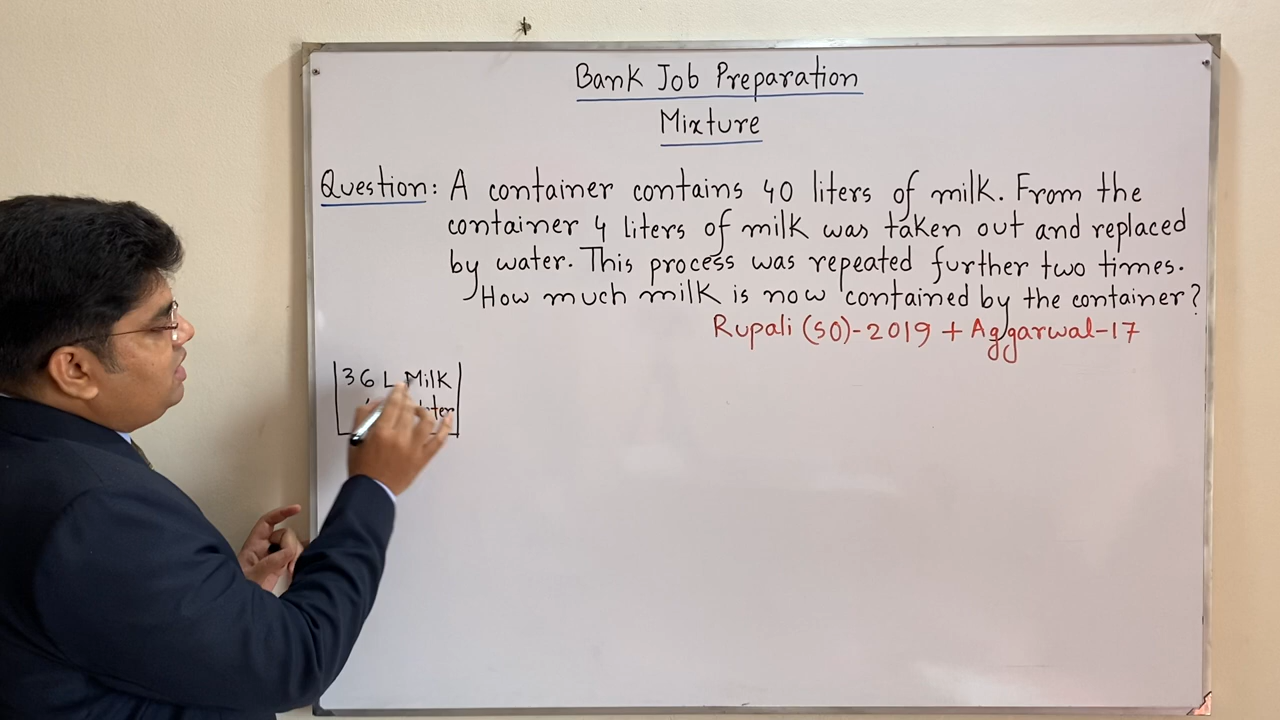 Bank Job Preparation
Mixture
Question: A container contains 40 liters of milk. From the
container 4 liters of milk was taken out and replaced
by water. This process was repeated further two times.
How much milk is now contained by the container?
Rupali (SO)-2019 + Aggarwal-17
36 L Milk